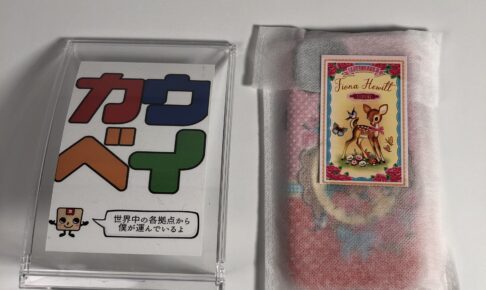 カウ
ベイ
世界中の各拠点から
僕が運んでいるよ
Fiona Hewitt